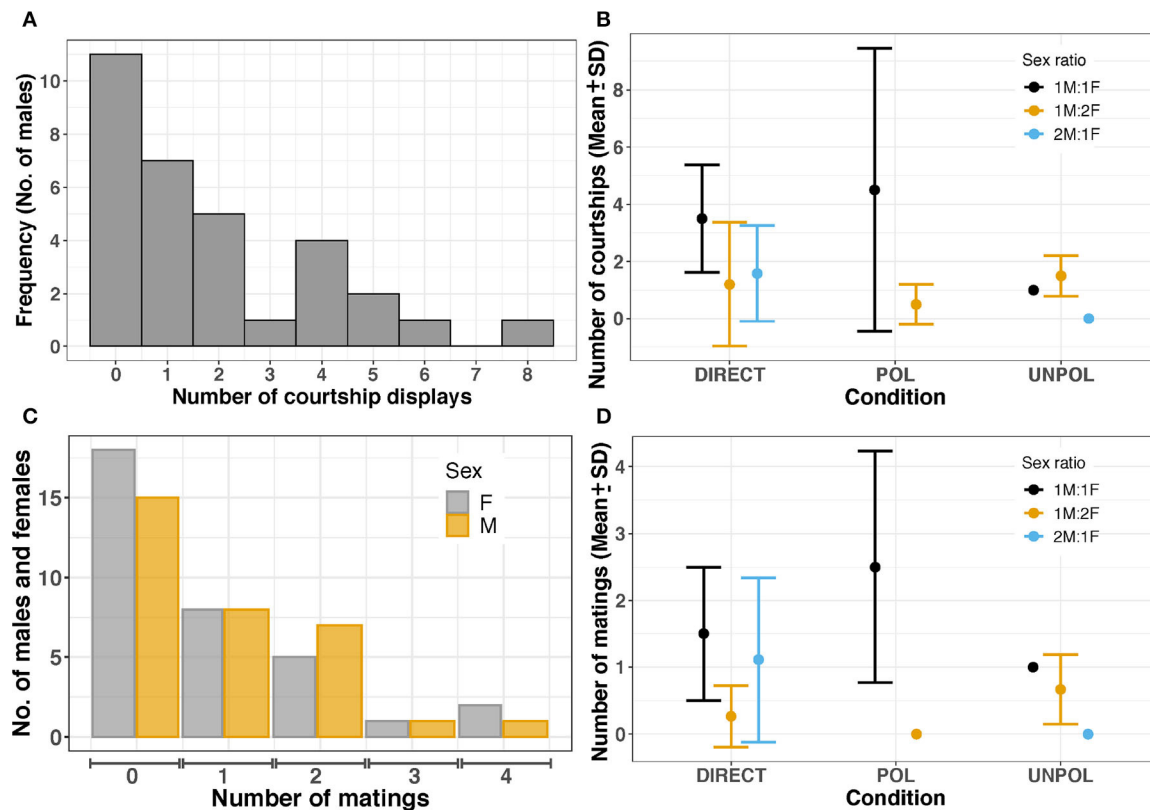 A
Frequency (No. of males)
10
8
6
4
2
0
0 1 2 3 4 5 6 7 8
Number of courtship displays
B
Number of courtships (Mean±SD)
8
6
4
2
0
Sex ratio
1M:1F
1M:2F
2M:1F
DIRECT POL UNPOL
Condition
C
No. of males and females
15
10
5
0
Sex
F
M
0 1 2 3 4
Number of matings
D
Number of matings (Mean±SD)
4
3
2
1
0
Sex ratio
1M:1F
1M:2F
2M:1F
DIRECT POL UNPOL
Condition